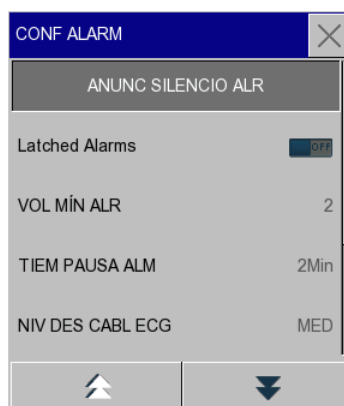 CONF ALARM
ANUNC SILENCIO ALR
Latched Alarms OFF
VOL MÍN ALR 2
TIEM PAUSA ALM 2Min
NIV DES CABL ECG MED